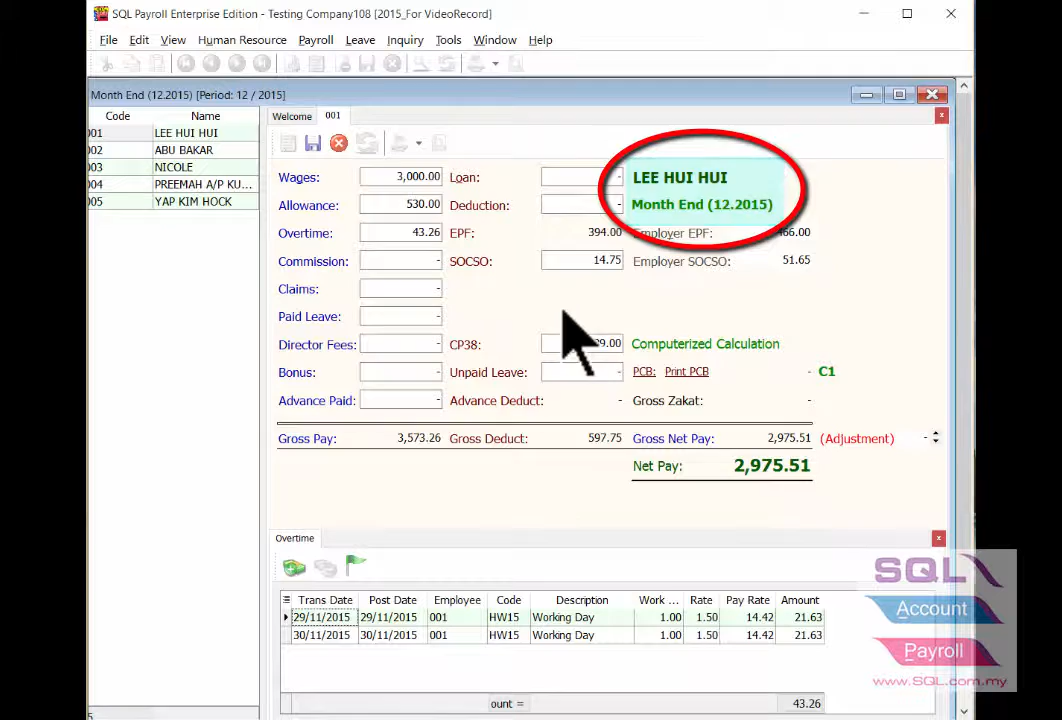 SQL Payroll Enterprise Edition - Testing Company108 [2015_For VideoRecord]
File Edit View Human Resource Payroll Leave Inquiry Tools Window Help
Month End (12.2015) [Period: 12 / 2015]
Code Name
001 LEE HUI HUI
002 ABU BAKAR
003 NICOLE
004 PREEMAH A/P KU...
005 YAP KIM HOCK
Welcome 001
Wages: 3,000.00 Loan: - LEE HUI HUI
Allowance: 530.00 Deduction: - Month End (12.2015)
Overtime: 43.26 EPF: 394.00 Employer EPF: 466.00
Commission: - SOCSO: 14.75 Employer SOCSO: 51.65
Claims: -
Paid Leave: -
Director Fees: - CP38: 9.00 Computerized Calculation
Bonus: - Unpaid Leave: - PCB: Print PCB - C1
Advance Paid: - Advance Deduct: - Gross Zakat: -
Gross Pay: 3,573.26 Gross Deduct: 597.75 Gross Net Pay: 2,975.51 (Adjustment) -
Net Pay: 2,975.51
Overtime
Trans Date Post Date Employee Code Description Work ... Rate Pay Rate Amount
29/11/2015 29/11/2015 001 HW15 Working Day 1.00 1.50 14.42 21.63
30/11/2015 30/11/2015 001 HW15 Working Day 1.00 1.50 14.42 21.63
ount = 43.26
SQL
Account
Payroll
www.SQL.com.my